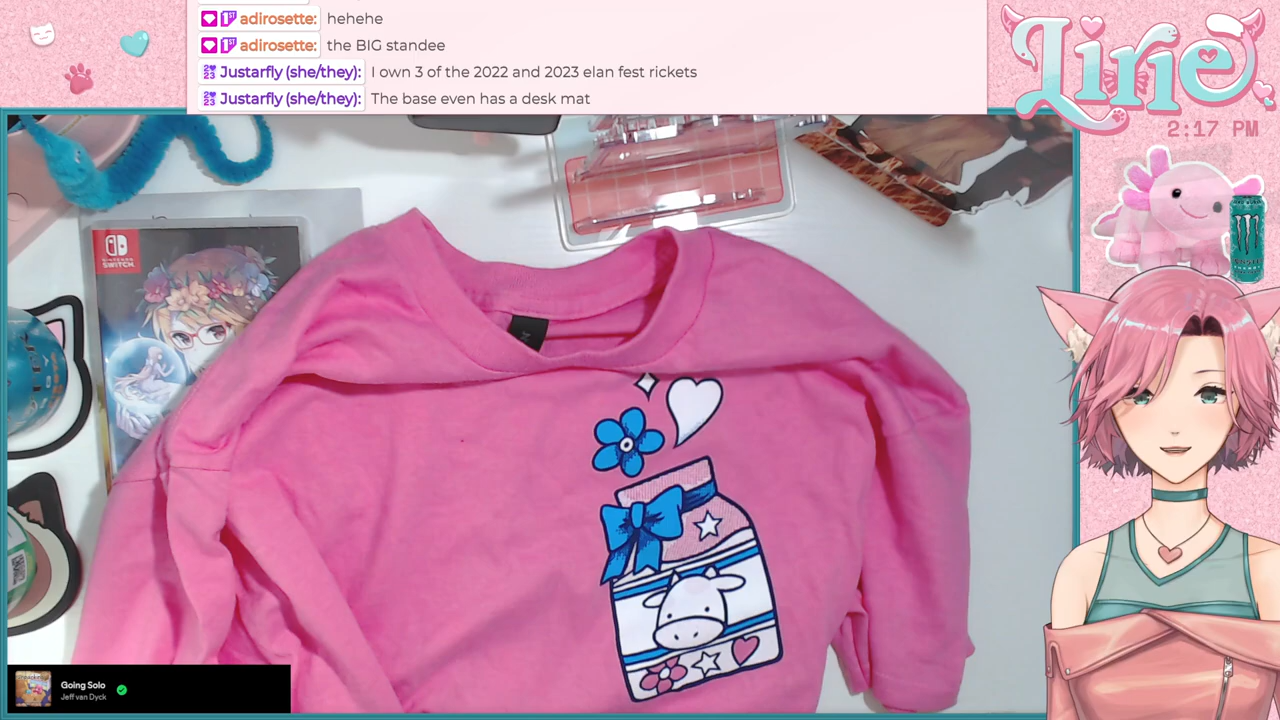 adirosette: hehehe
adirosette: the BIG standee
Justarfly (she/they): I own 3 of the 2022 and 2023 elan fest rickets
Justarfly (she/they): The base even has a desk mat
Lirie
2:17 PM
NINTENDO
SWITCH
Going Solo
Jeff van Dyck